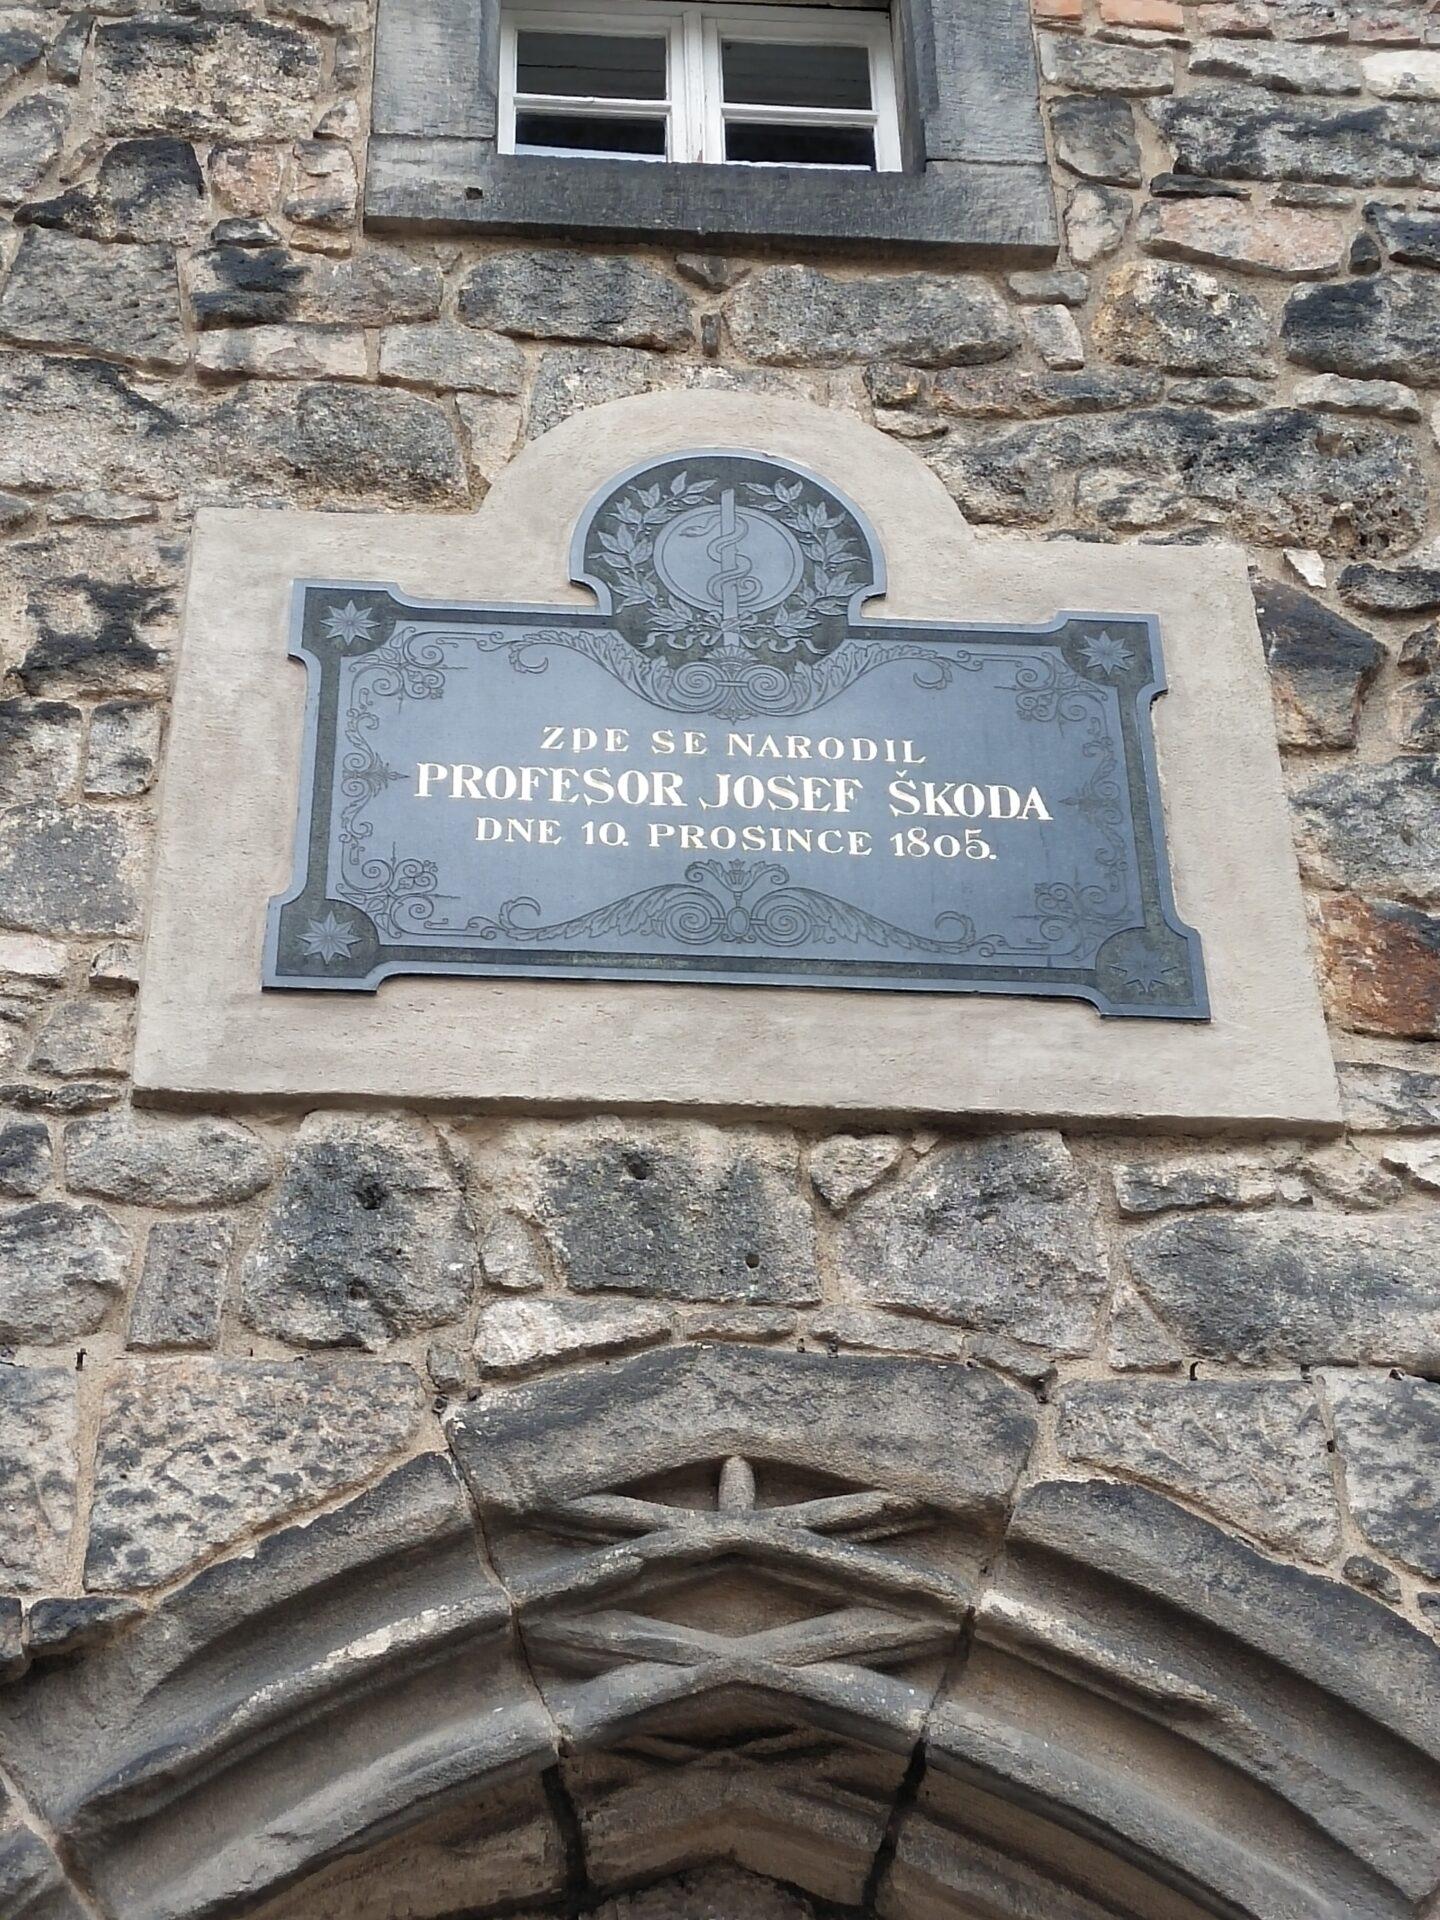 ZDE SE NARODIL
PROFESOR JOSEF ŠKODA
DNE 10. PROSINCE 1805.